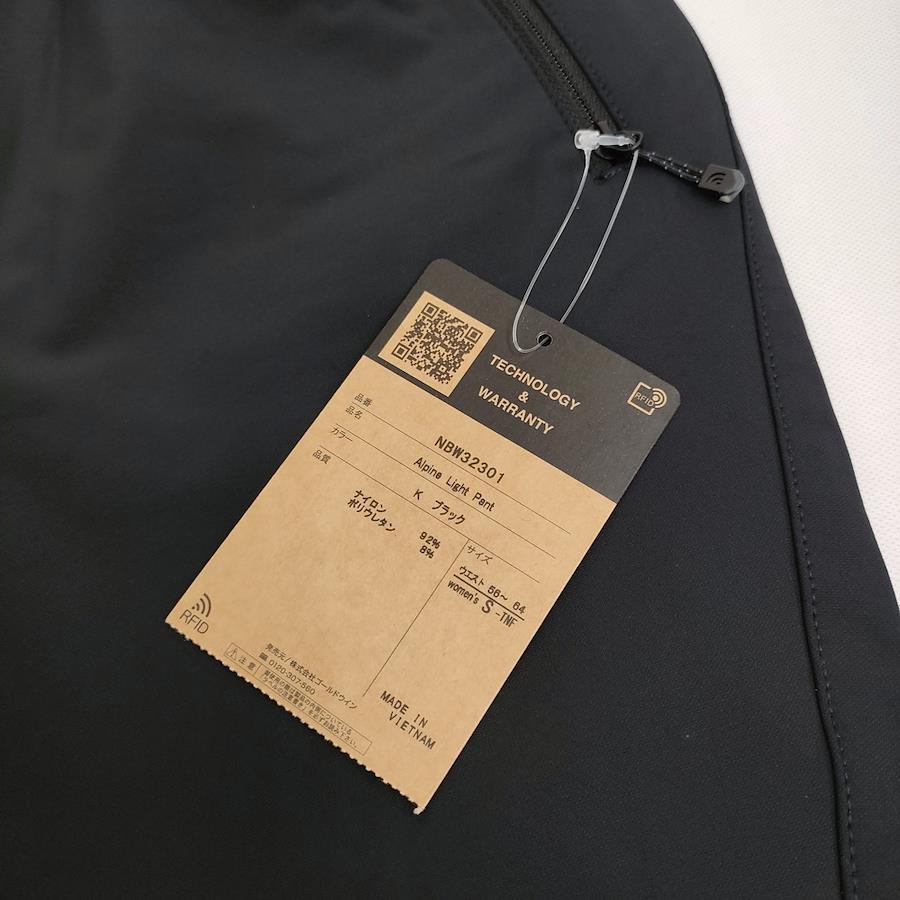 TECHNOLOGY
&
WARRANTY
RFID
品番
NBW32301
品名
Alpine Light Pant
カラー
K ブラック
品質
ナイロン 92%
ポリウレタン 8%
サイズ
ウエスト 56~ 64
women's S -TNF
RFID
発売元/株式会社ゴールドウイン
0120-307-560
注意
MADE IN
VIETNAM